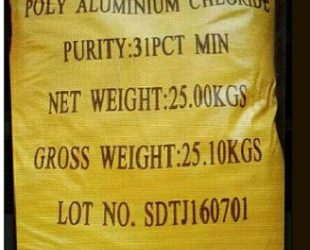 POLY ALUMINIUM CHLORIDE
PURITY:31PCT MIN
NET WEIGHT:25.00KGS
GROSS WEIGHT:25.10KGS
LOT NO. SDTJ160701